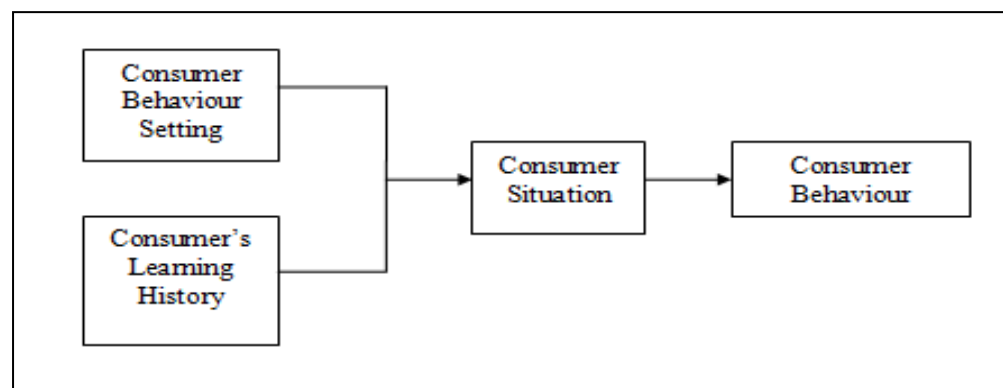 Consumer
Behaviour
Setting
Consumer's
Learning
History
Consumer
Situation
Consumer
Behaviour